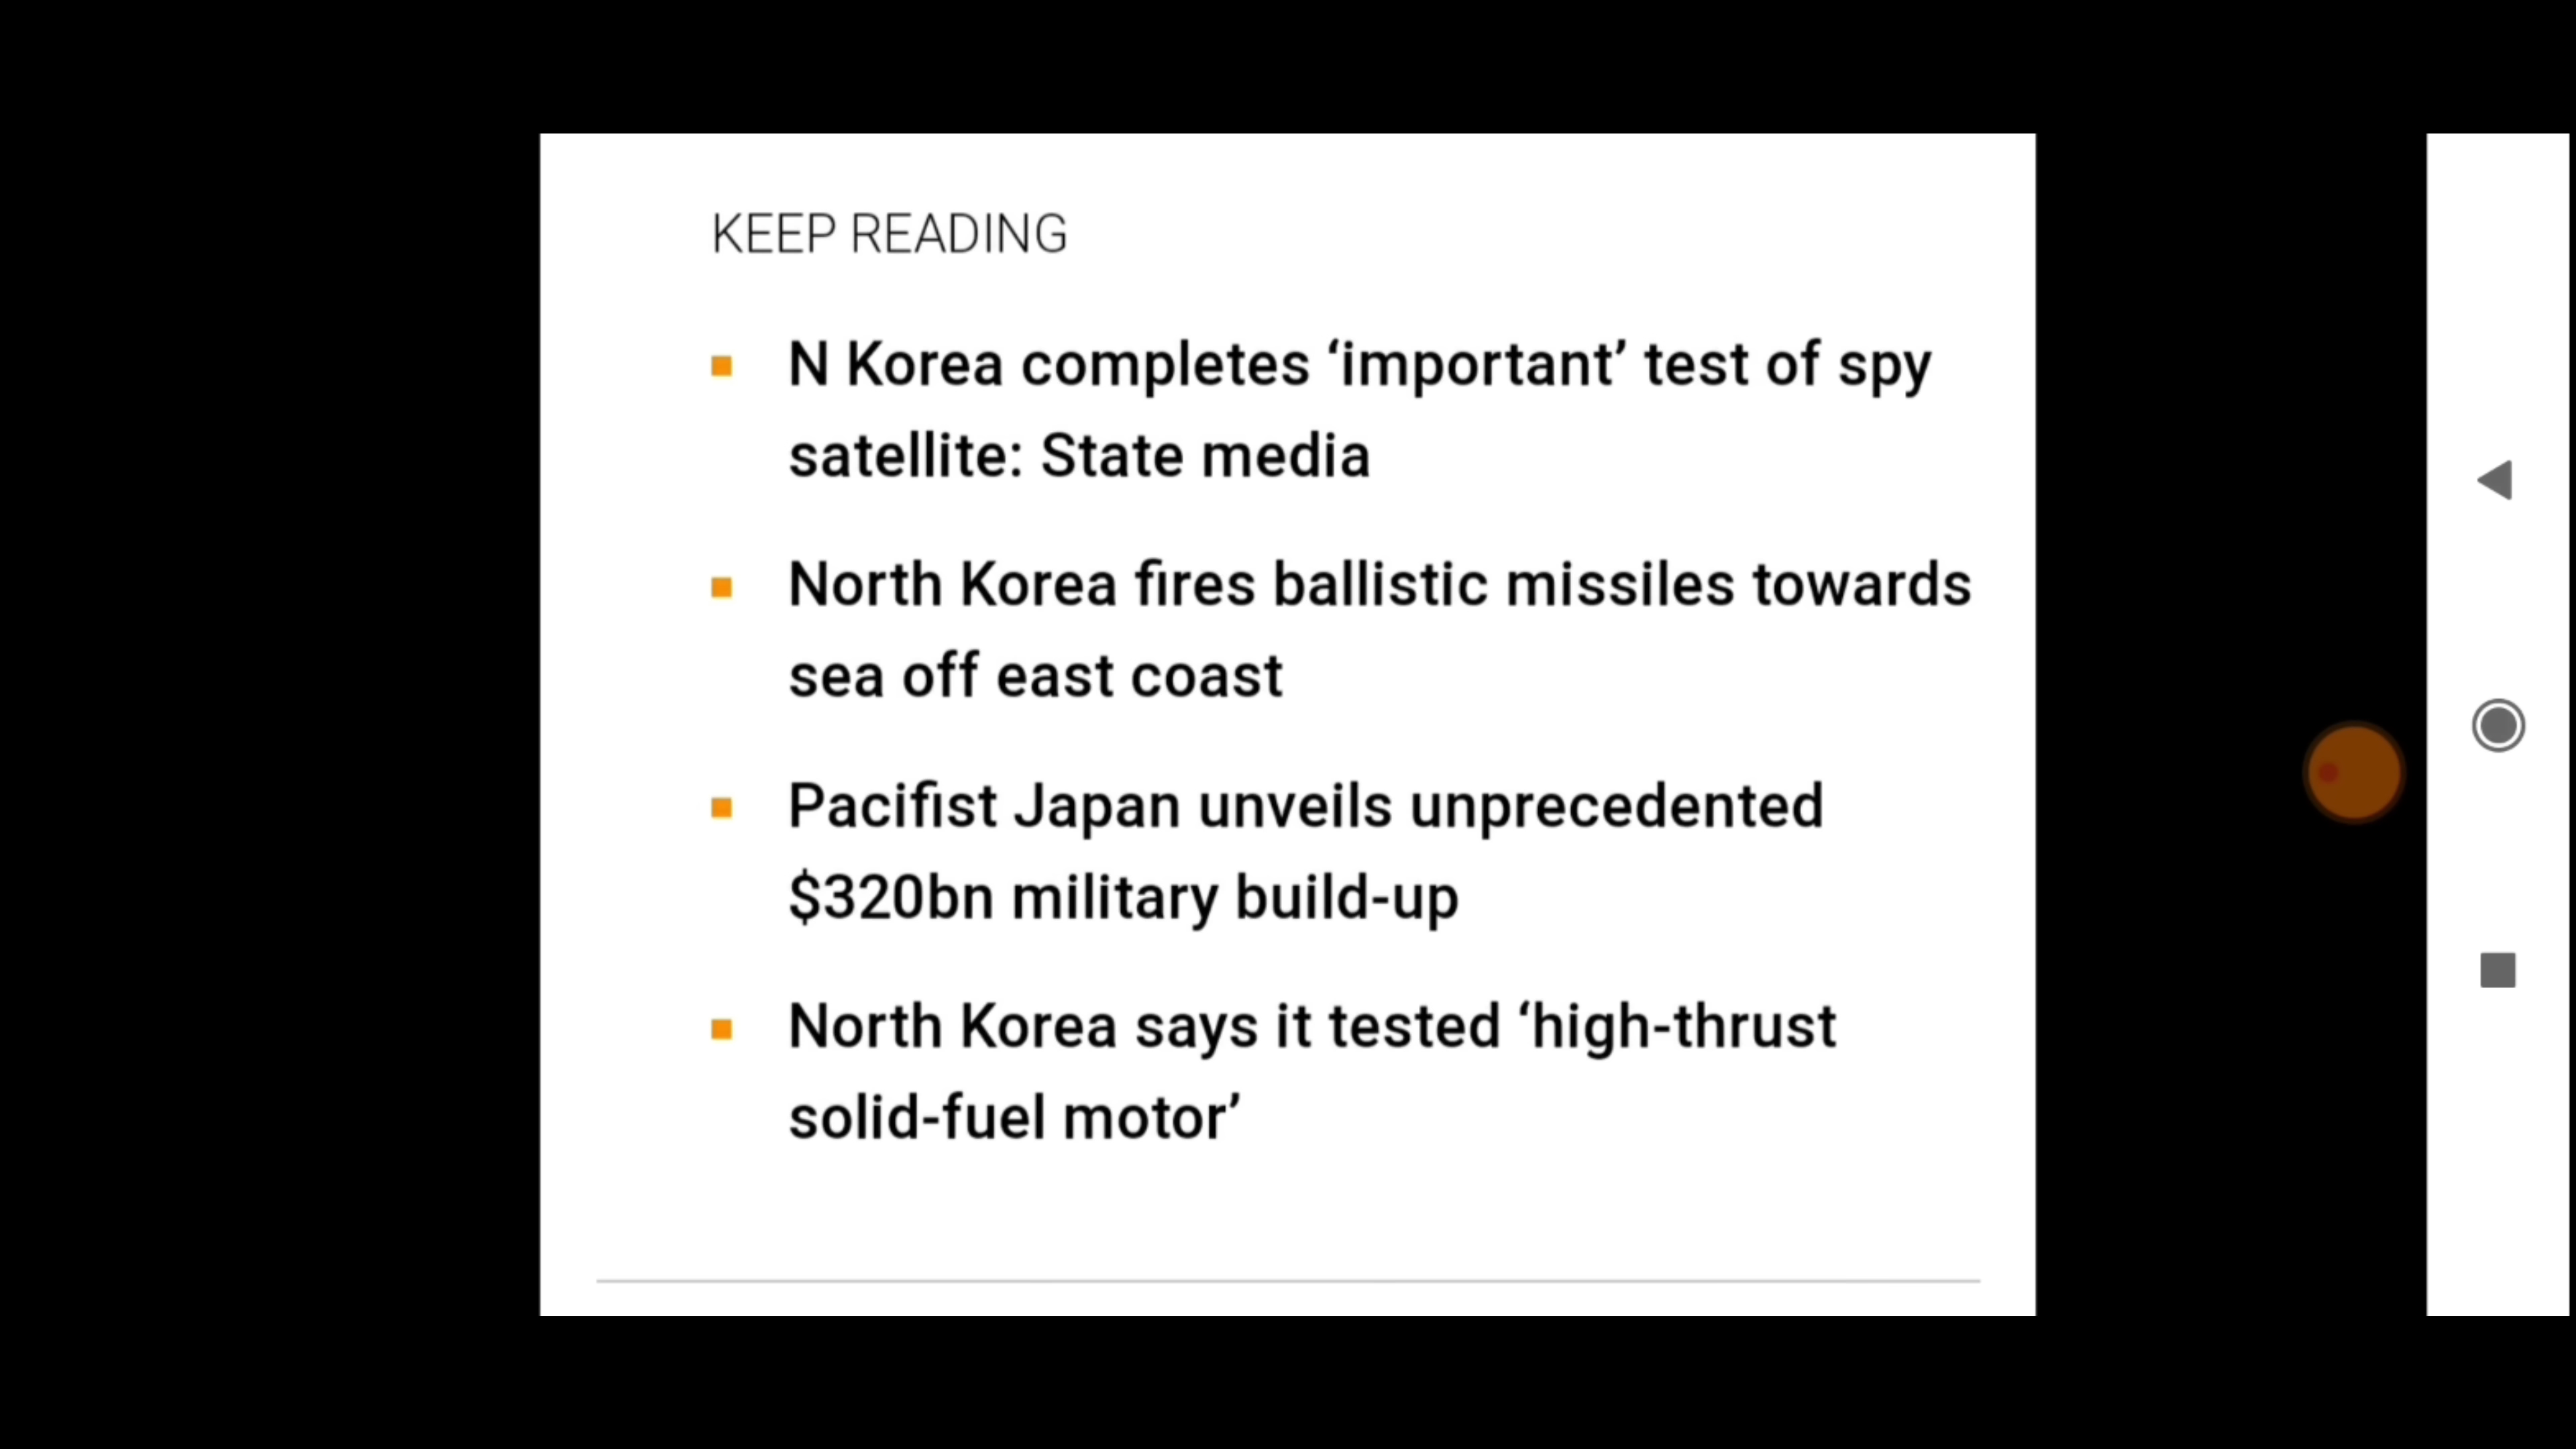 KEEP READING
N Korea completes ‘important’ test of spy
satellite: State media
North Korea fires ballistic missiles towards
sea off east coast
Pacifist Japan unveils unprecedented
$320bn military build-up
North Korea says it tested ‘high-thrust
solid-fuel motor’